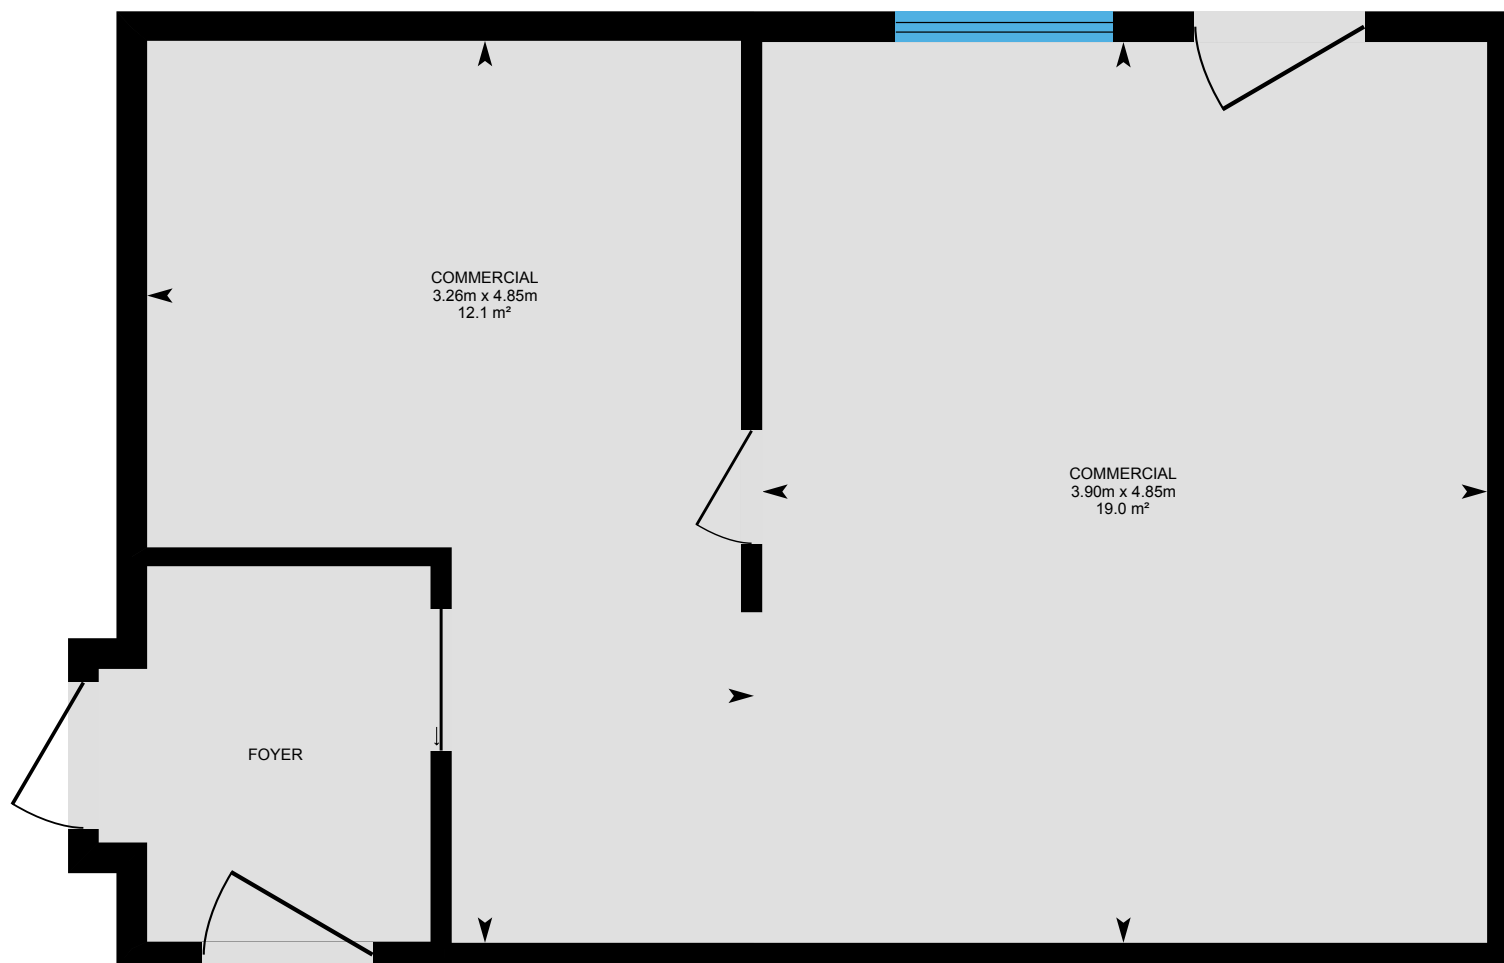 COMMERCIAL
3.26m x 4.85m
12.1 m²
COMMERCIAL
3.90m x 4.85m
19.0 m²
FOYER